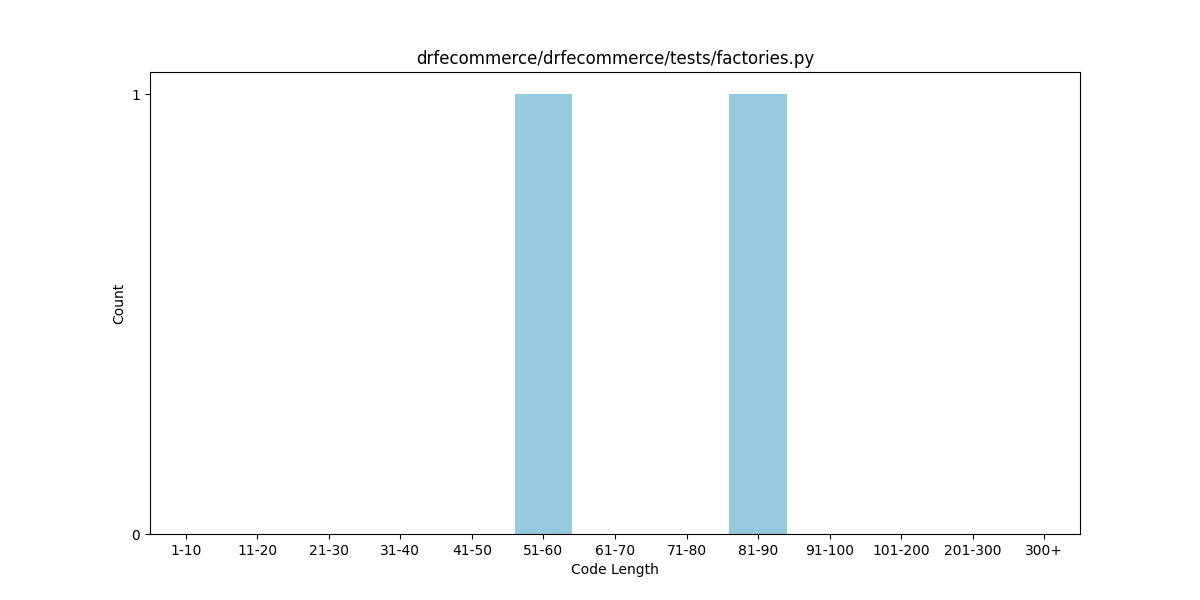 drfecommerce/drfecommerce/tests/factories.py
1
Count
0
1-10 11-20 21-30 31-40 41-50 51-60 61-70 71-80 81-90 91-100 101-200 201-300 300+
Code Length